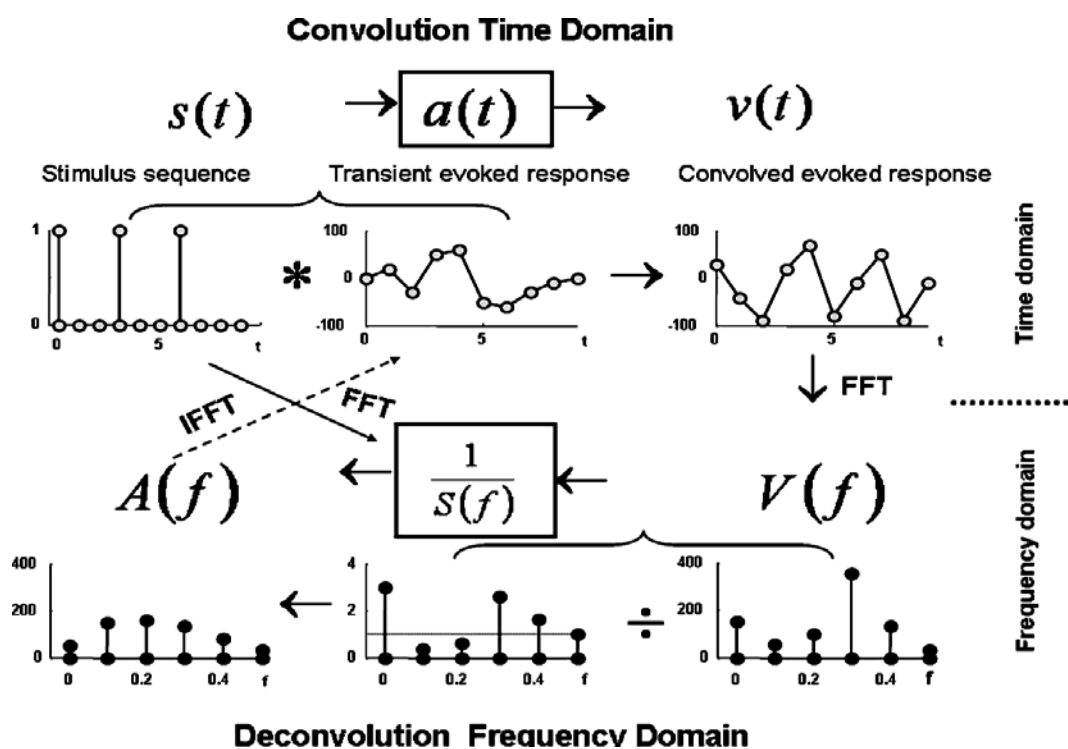 Convolution Time Domain
s(t) a(t) v(t)
Stimulus sequence Transient evoked response Convolved evoked response
1
0
0 5 t
*
100
0
-100
0 5 t
100
0
-100
0 5 t
Time domain
IFFT FFT FFT
A(f) 1/S(f) V(f)
400
200
0
0 0.2 0.4 f
4
2
0
0 0.2 0.4 f
÷
400
200
0
0 0.2 0.4 f
Frequency domain
Deconvolution Frequency Domain